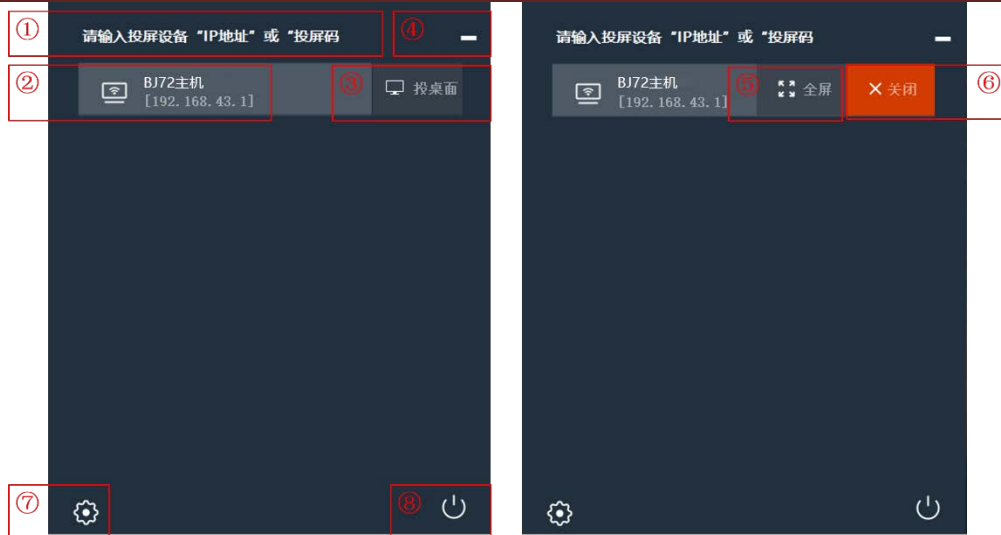 ① 请输入投屏设备“IP地址”或“投屏码 ④
② BJ72主机 ③ 投桌面
[192.168.43.1]
⑦ ⑧
请输入投屏设备“IP地址”或“投屏码
BJ72主机 ⑤ 全屏 关闭 ⑥
[192.168.43.1]